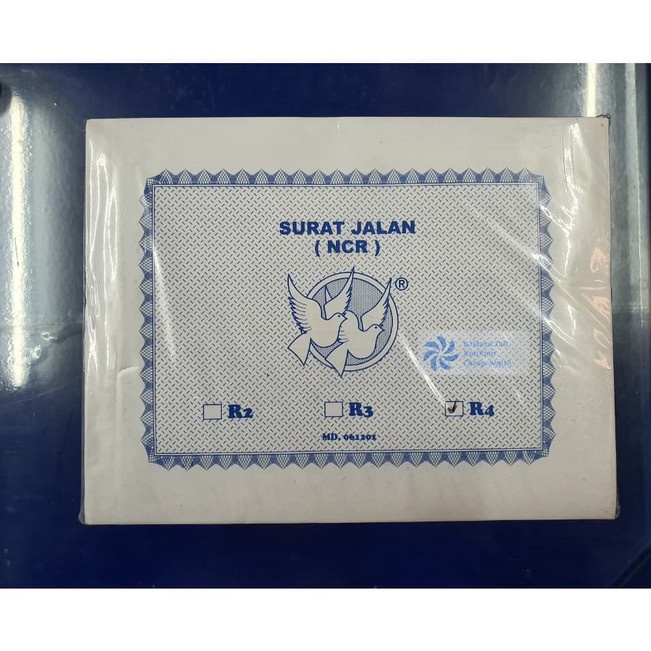 SURAT JALAN
( NCR )
®
R2 R3 R4
MD. 061101